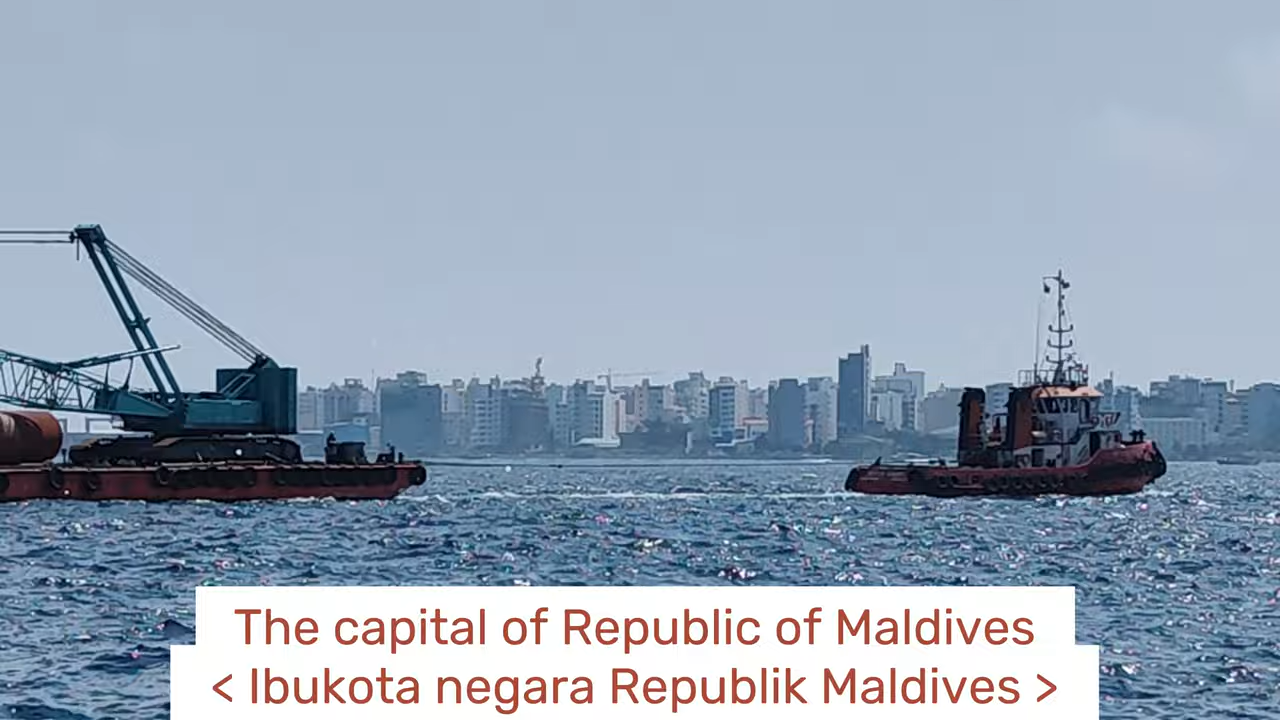 The capital of Republic of Maldives
< Ibukota negara Republik Maldives >